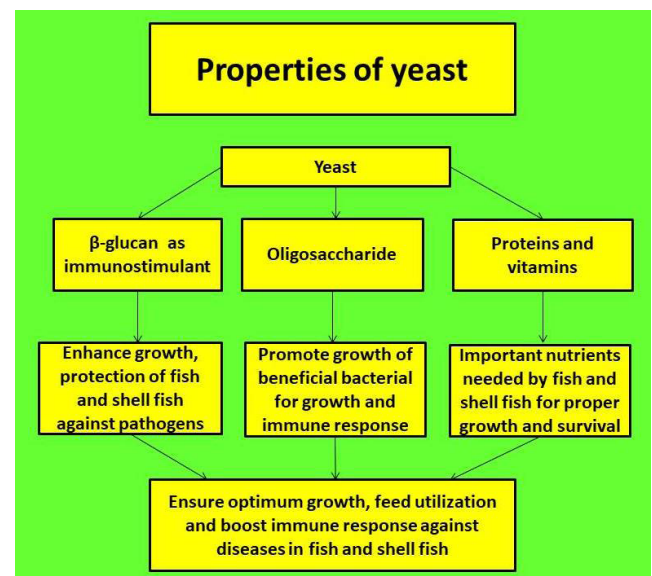 Properties of yeast
Yeast
β-glucan as
immunostimulant
Oligosaccharide
Proteins and
vitamins
Enhance growth,
protection of fish
and shell fish
against pathogens
Promote growth of
beneficial bacterial
for growth and
immune response
Important nutrients
needed by fish and
shell fish for proper
growth and survival
Ensure optimum growth, feed utilization
and boost immune response against
diseases in fish and shell fish